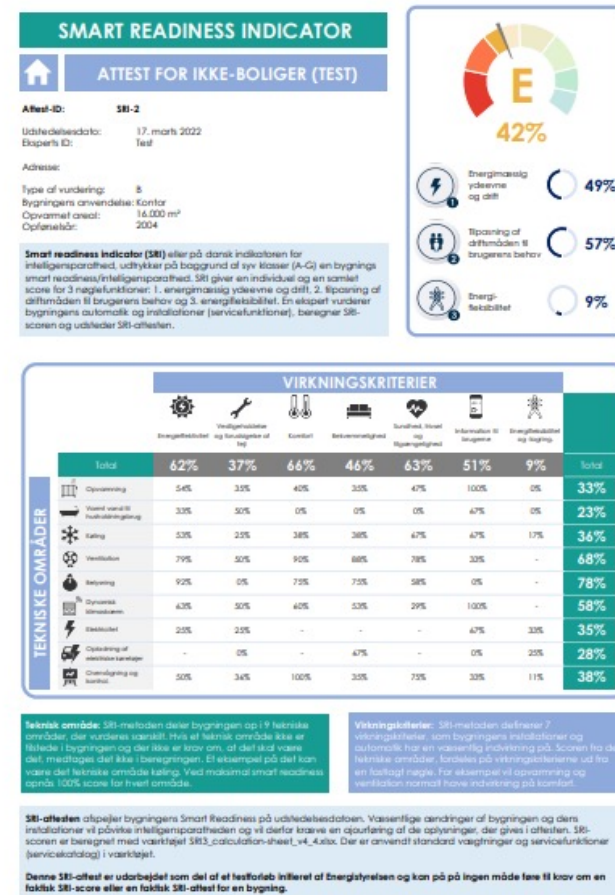 SMART READINESS INDICATOR
ATTEST FOR IKKE-BOLIGER (TEST)
Attest-ID: SRI-2
Udstedelsesdato: 17. marts 2022
Eksperts ID: Test
Adresse:
Type af vurdering: B
Bygningens anvendelse: Kontor
Opvarmet areal: 16.000 m²
Opførselsår: 2004
Smart readiness indicator (SRI) eller på dansk indikatoren for
intelligensparathed, udtrykker på baggrund af syv klasser (A-G) en bygnings
smart readiness/intelligensparathed. SRI giver en individuel og en samlet
score for 3 nøglefunktioner: 1. energimæssig ydeevne og drift, 2. tilpasning af
driftsmåden til brugerens behov og 3. energifleksibilitet. En ekspert vurderer
bygningens automatik og installationer (servicefunktioner), beregner SRI-
scoren og udsteder SRI-attesten.
E
42%
Energimæssig
ydeevne
og drift
1
49%
Tilpasning af
driftsmåden til
brugerens behov
2
57%
Energi-
fleksibilitet
3
9%
VIRKNINGSKRITERIER
Energieffektivitet Vedligeholdelse og forudsigelse af fejl Komfort Bekvemmelighed Sundhed, trivsel og tilgængelighed Information til brugerne Energifleksibilitet og lagring.
Total 62% 37% 66% 46% 63% 51% 9% Total
TEKNISKE OMRÅDER
Opvarmning 54% 35% 40% 35% 47% 100% 0% 33%
Varmt vand til husholdningsbrug 33% 50% 0% 0% 0% 67% 0% 23%
Køling 53% 25% 38% 38% 67% 67% 17% 36%
Ventilation 79% 50% 90% 88% 78% 33% - 68%
Belysning 92% 0% 75% 75% 58% 0% - 78%
Dynamisk klimaskærm 63% 50% 60% 53% 29% 100% - 58%
Elektricitet 25% 25% - - - 67% 33% 35%
Opladning af elektriske køretøjer - 0% - 67% - 0% 25% 28%
Overvågning og kontrol 50% 36% 100% 35% 75% 33% 11% 38%
Teknisk område: SRI-metoden deler bygningen op i 9 tekniske
områder, der vurderes særskilt. Hvis et teknisk område ikke er
tilstede i bygningen og der ikke er krav om, at det skal være
det, medtages det ikke i beregningen. Et eksempel på det kan
være det tekniske område køling. Ved maksimal smart readiness
opnås 100% score for hvert område.
Virkningskriterier: SRI-metoden definerer 7
virkningskriterier, som bygningens installationer og
automatik har en væsentlig indvirkning på. Scoren fra de
tekniske områder, fordeles på virkningskriterierne ud fra
en fastlagt nøgle. For eksempel vil opvarmning og
ventilation normalt have indvirkning på komfort.
SRI-attesten afspejler bygningens Smart Readiness på udstedelsesdatoen. Væsentlige ændringer af bygningen og dens
installationer vil påvirke intelligensparatheden og vil derfor kræve en ajourføring af de oplysninger, der gives i attesten. SRI-
scoren er beregnet med værktøjet SRI3_calculation-sheet_v4_4.xlsx. Der er anvendt standard vægtninger og servicefunktioner
(servicekatalog) i værktøjet.
Denne SRI-attest er udarbejdet som del af et testforløb initieret af Energistyrelsen og kan på på ingen måde føre til krav om en
faktisk SRI-score eller en faktisk SRI-attest for en bygning.